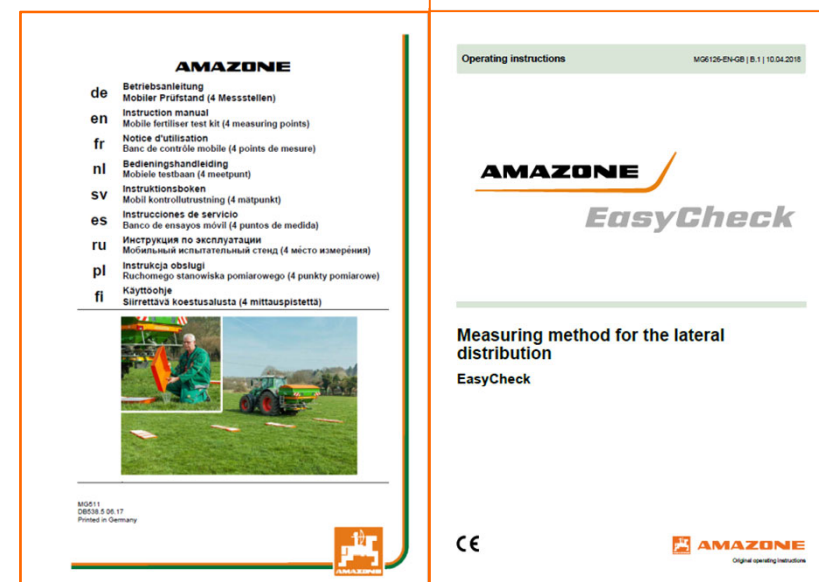 AMAZONE
de Betriebsanleitung
Mobiler Prüfstand (4 Messstellen)
en Instruction manual
Mobile fertiliser test kit (4 measuring points)
fr Notice d'utilisation
Banc de contrôle mobile (4 points de mesure)
nl Bedieningshandleiding
Mobiele testbaan (4 meetpunt)
sv Instruktionsboken
Mobil kontrollutrustning (4 mätpunkt)
es Instrucciones de servicio
Banco de ensayos móvil (4 puntos de medida)
ru Инструкция по эксплуатации
Мобильный испытательный стенд (4 ме́сто измере́ния)
pl Instrukcja obsługi
Ruchomego stanowiska pomiarowego (4 punkty pomiarowe)
fi Käyttöohje
Siirrettävä koestusalusta (4 mittauspistettä)
MG511
DB538.5 06.17
Printed in Germany
AMAZONE
Operating instructions MG6126-EN-GB | B.1 | 10.04.2018
AMAZONE
EasyCheck
Measuring method for the lateral
distribution
EasyCheck
CE AMAZONE
Original operating instructions